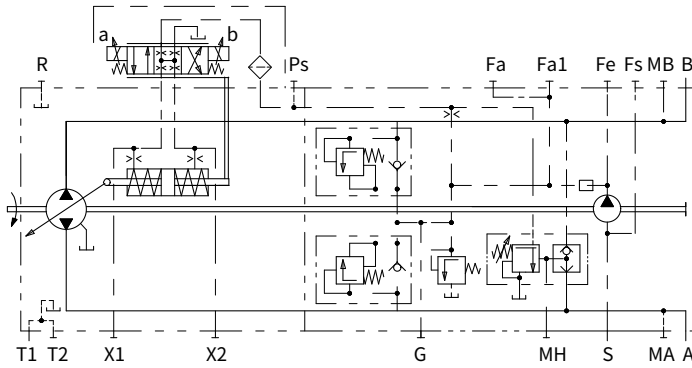 a b
R Ps Fa Fa1 Fe Fs MB B
T1 T2 X1 X2 G MH S MA A